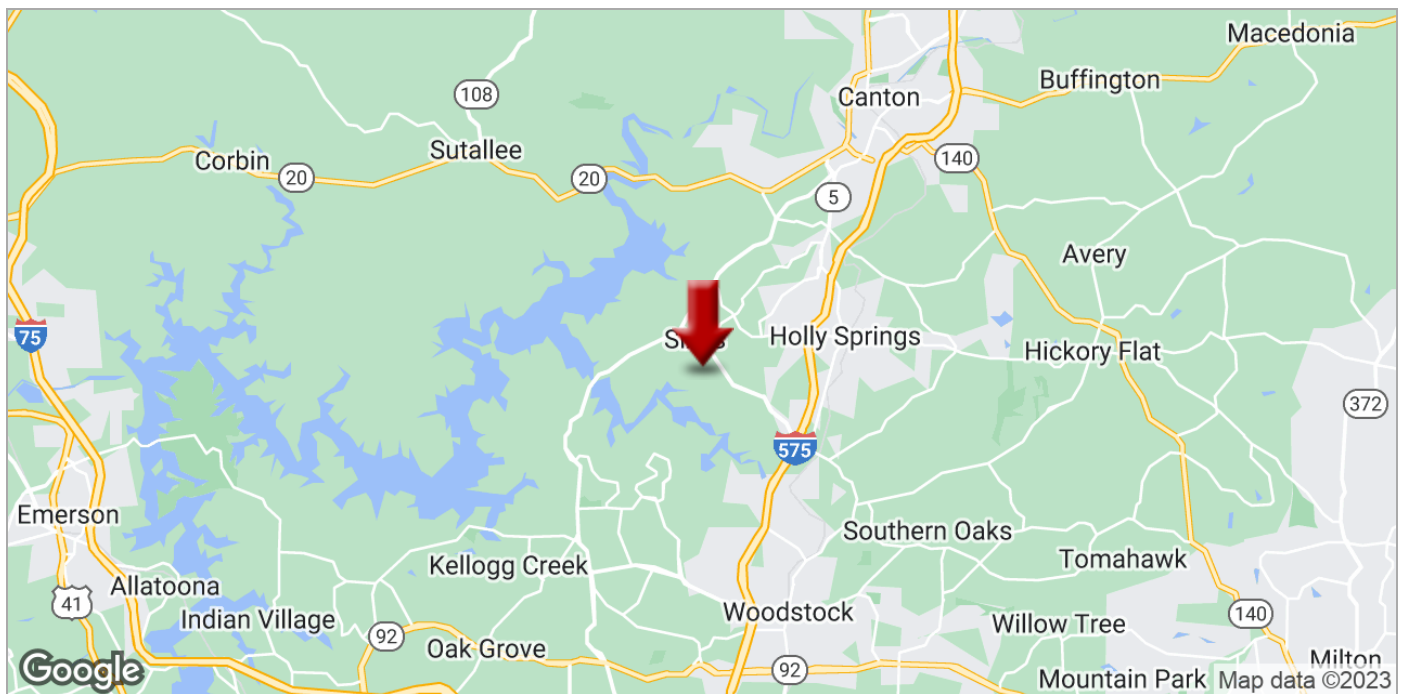 Macedonia
Buffington
108
Canton
Sutallee
Corbin
140
20
20
5
Avery
75
Holly Springs
Hickory Flat
372
575
Emerson
Southern Oaks
Tomahawk
Kellogg Creek
Allatoona
41
Woodstock
140
Indian Village
Willow Tree
92
Oak Grove
92
Milton
Mountain Park
Google
Map data ©2023